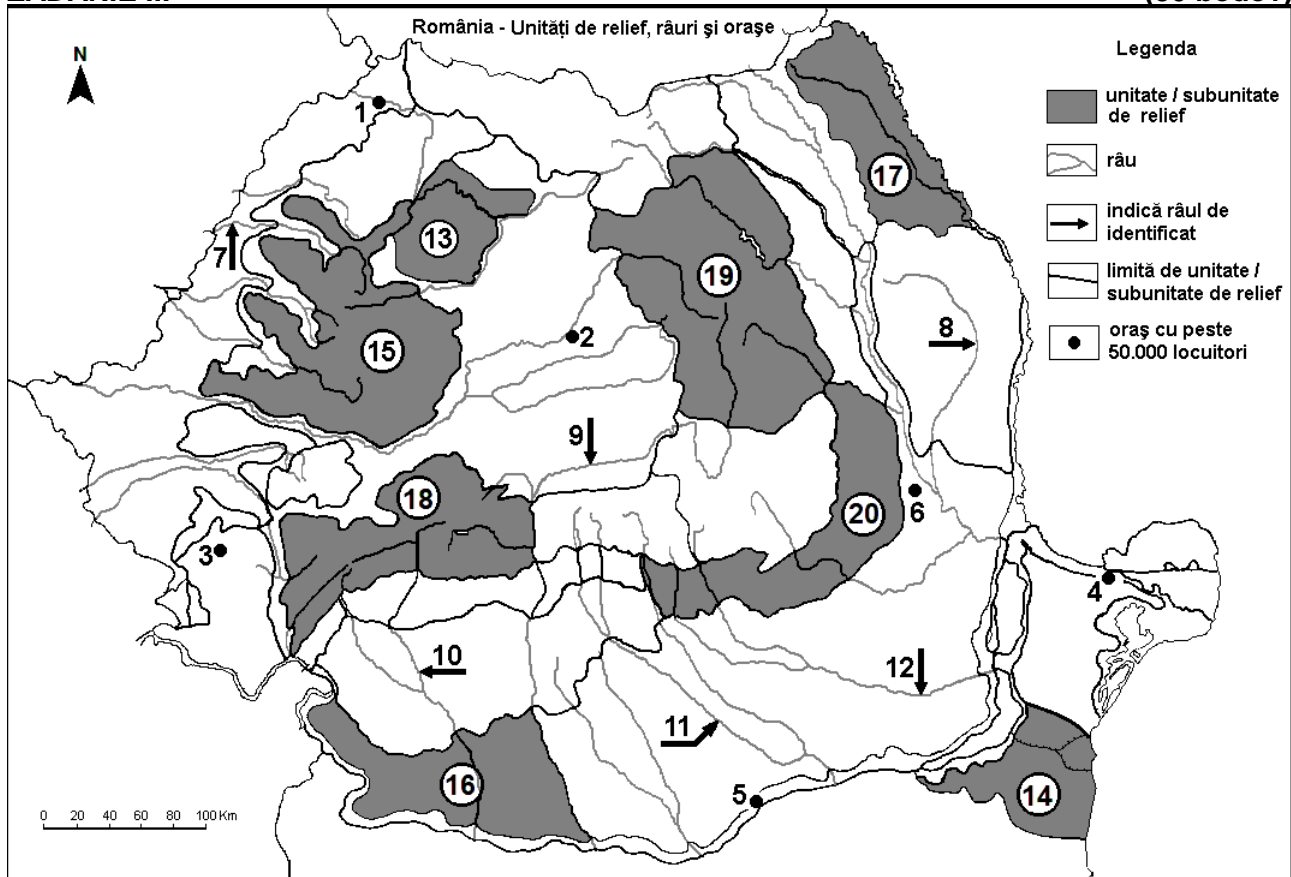 România - Unități de relief, râuri și orașe
N
Legenda
unitate / subunitate
de relief
râu
indică râul de
identificat
limită de unitate /
subunitate de relief
oraș cu peste
50.000 locuitori
1
17
13
7
19
2
8
15
9
18
20
6
3
4
10
12
11
16
5
14
0 20 40 60 80 100 Km